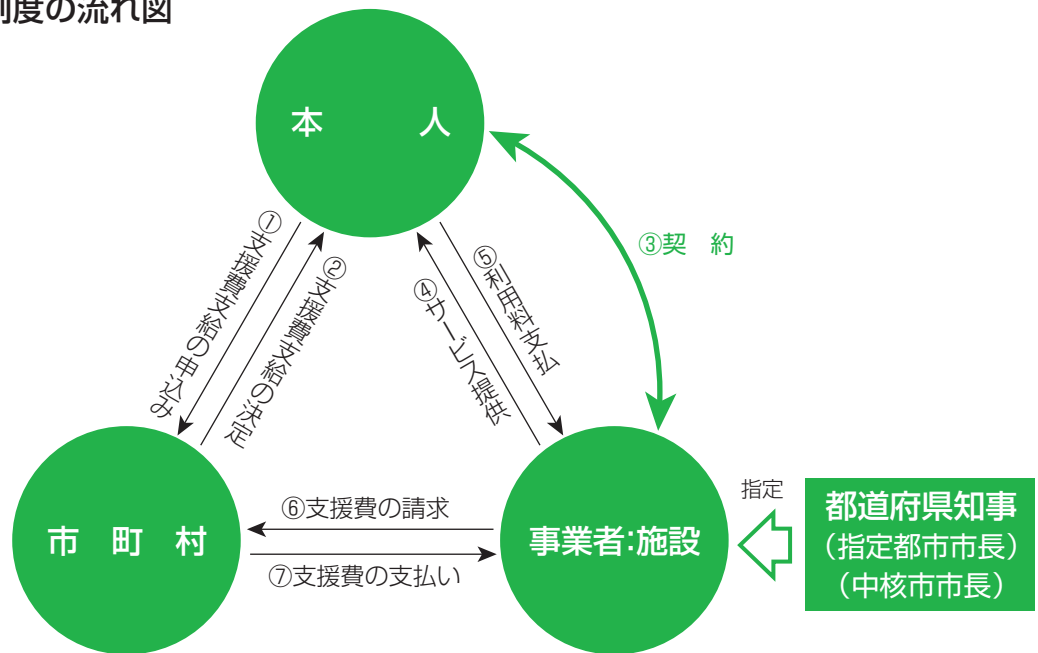 制度の流れ図
本 人
①支援費支給の申込み
②支援費支給の決定
③契 約
④サービス提供
⑤利用料支払
市 町 村
⑥支援費の請求
⑦支援費の支払い
事業者:施設
指定
都道府県知事
(指定都市市長)
(中核市市長)